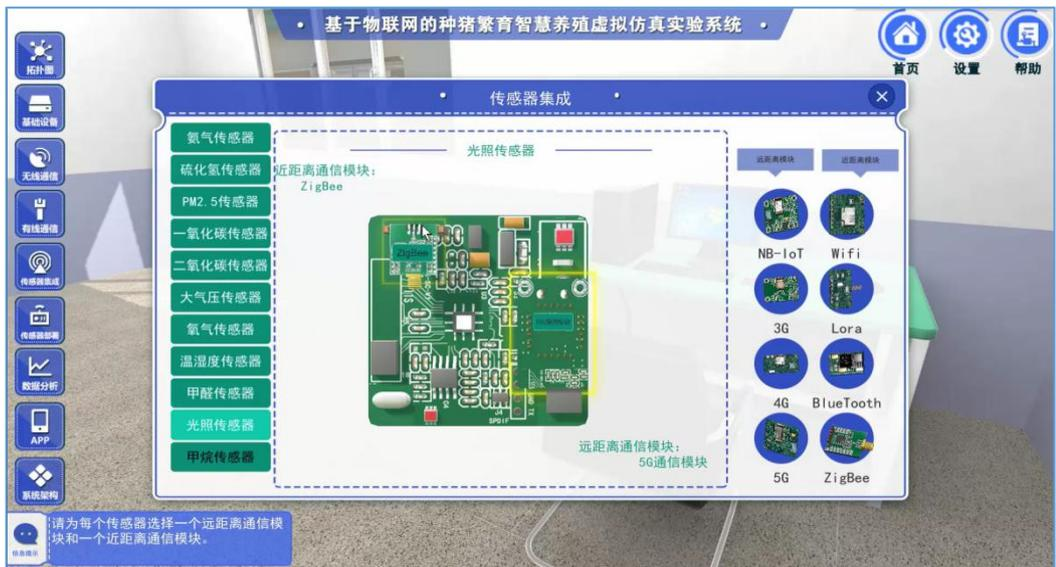 · 基于物联网的种猪繁育智慧养殖虚拟仿真实验系统 ·
首页 设置 帮助
拓扑图
基础设备
无线通信
有线通信
传感器集成
传感器部署
数据分析
APP
系统架构
· 传感器集成 ·
氨气传感器
硫化氢传感器
PM2.5传感器
一氧化碳传感器
二氧化碳传感器
大气压传感器
氧气传感器
温湿度传感器
甲醛传感器
光照传感器
甲烷传感器
光照传感器
近距离通信模块:
ZigBee
ZigBee
J4
SPDIF
远距离通信模块:
5G通信模块
远距离模块 近距离模块
NB-IoT Wifi
3G Lora
4G BlueTooth
5G ZigBee
请为每个传感器选择一个远距离通信模
块和一个近距离通信模块。
信息提示